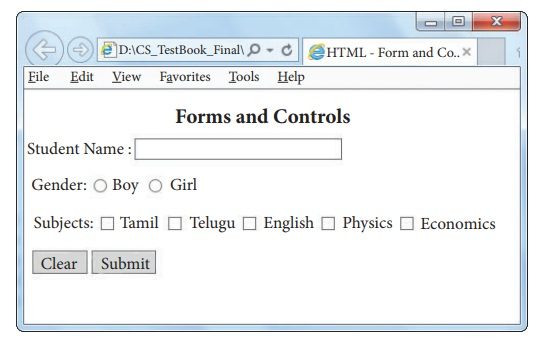 D:\CS_TestBook_Final\
HTML - Form and Co..
File Edit View Favorites Tools Help
Forms and Controls
Student Name :
Gender: Boy Girl
Subjects: Tamil Telugu English Physics Economics
Clear Submit